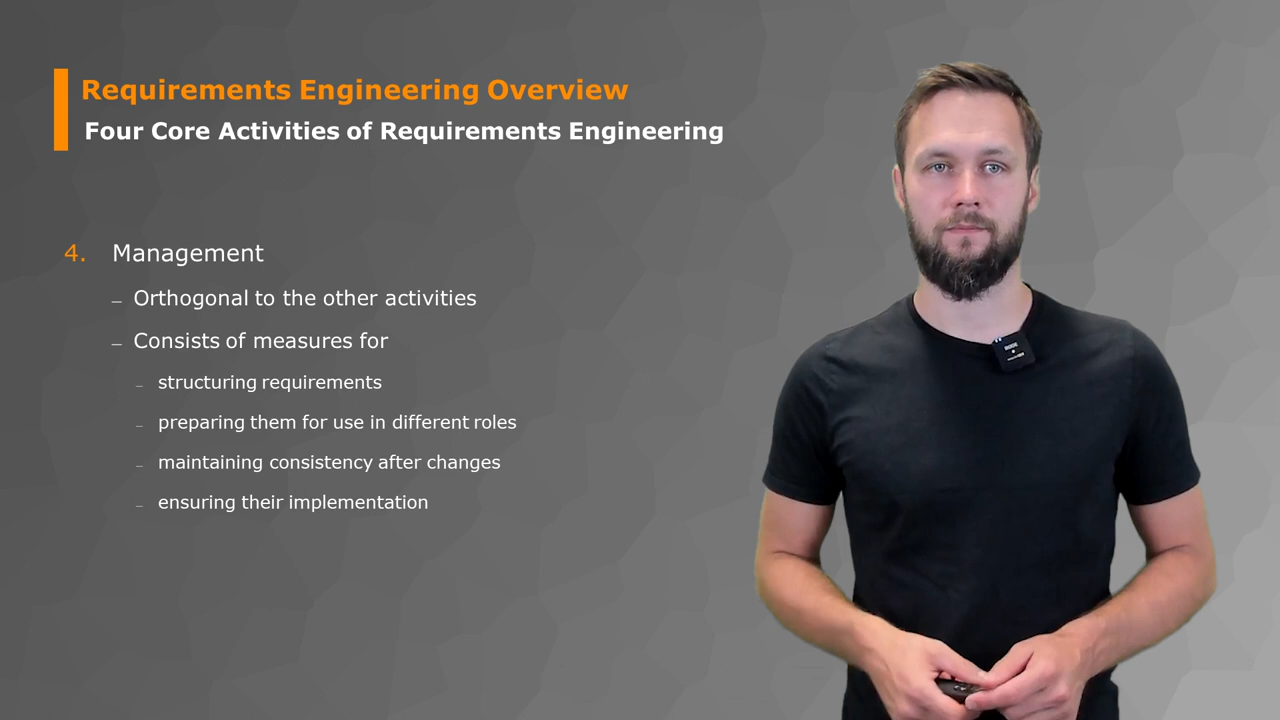 Requirements Engineering Overview
Four Core Activities of Requirements Engineering
4. Management
– Orthogonal to the other activities
– Consists of measures for
– structuring requirements
– preparing them for use in different roles
– maintaining consistency after changes
– ensuring their implementation